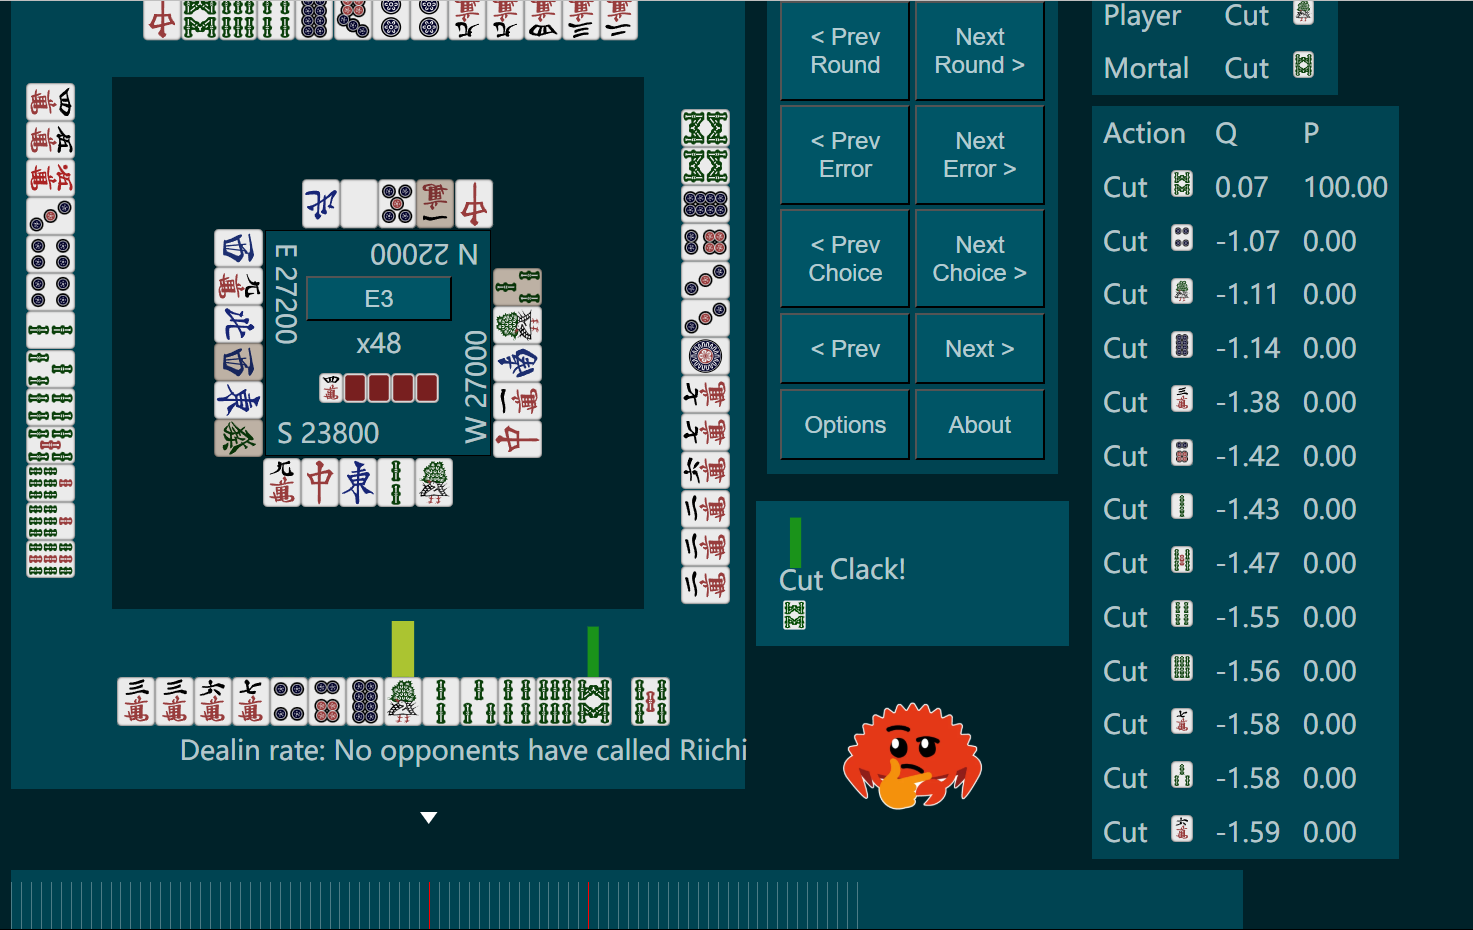 < Prev
Round
Next
Round >
< Prev
Error
Next
Error >
< Prev
Choice
Next
Choice >
< Prev
Next >
Options
About
Player Cut
Mortal Cut
Action Q P
Cut 0.07 100.00
Cut -1.07 0.00
Cut -1.11 0.00
Cut -1.14 0.00
Cut -1.38 0.00
Cut -1.42 0.00
Cut -1.43 0.00
Cut -1.47 0.00
Cut -1.55 0.00
Cut -1.56 0.00
Cut -1.58 0.00
Cut -1.58 0.00
Cut -1.59 0.00
N 22000
E 27200
E3
x48
W 27000
S 23800
Cut
Clack!
Dealin rate: No opponents have called Riichi